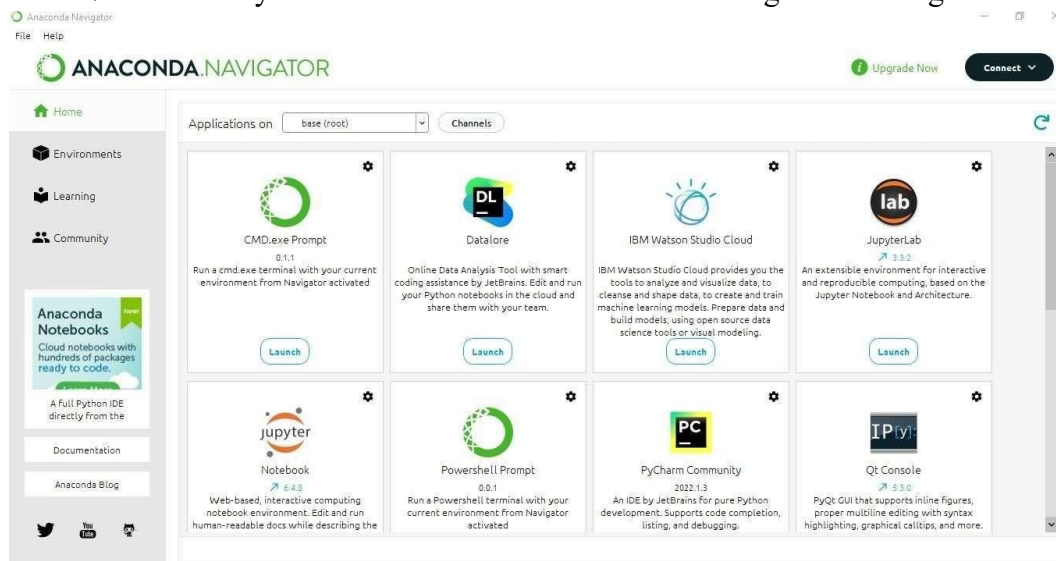 Anaconda Navigator
File Help
ANACONDA.NAVIGATOR
Upgrade Now
Connect
Home
Environments
Learning
Community
Anaconda Notebooks
New!
Cloud notebooks with
hundreds of packages
ready to code.
A full Python IDE
directly from the
Documentation
Anaconda Blog
You
Tube
Applications on base (root) Channels
DL
lab
CMD.exe Prompt
0.1.1
Run a cmd.exe terminal with your current
environment from Navigator activated
Launch
Datalore
Online Data Analysis Tool with smart
coding assistance by JetBrains. Edit and run
your Python notebooks in the cloud and
share them with your team.
Launch
IBM Watson Studio Cloud
IBM Watson Studio Cloud provides you the
tools to analyze and visualize data, to
cleanse and shape data, to create and train
machine learning models. Prepare data and
build models, using open source data
science tools or visual modeling.
Launch
JupyterLab
3.3.2
An extensible environment for interactive
and reproducible computing, based on the
Jupyter Notebook and Architecture.
Launch
jupyter
Notebook
6.4.8
Web-based, interactive computing
notebook environment. Edit and run
human-readable docs while describing the
Powershell Prompt
0.0.1
Run a Powershell terminal with your
current environment from Navigator
activated
PC
PyCharm Community
2022.1.3
An IDE by JetBrains for pure Python
development. Supports code completion,
listing, and debugging.
IP[y]:
Qt Console
5.3.0
PyQt GUI that supports inline figures,
proper multiline editing with syntax
highlighting, graphical calltips, and more.